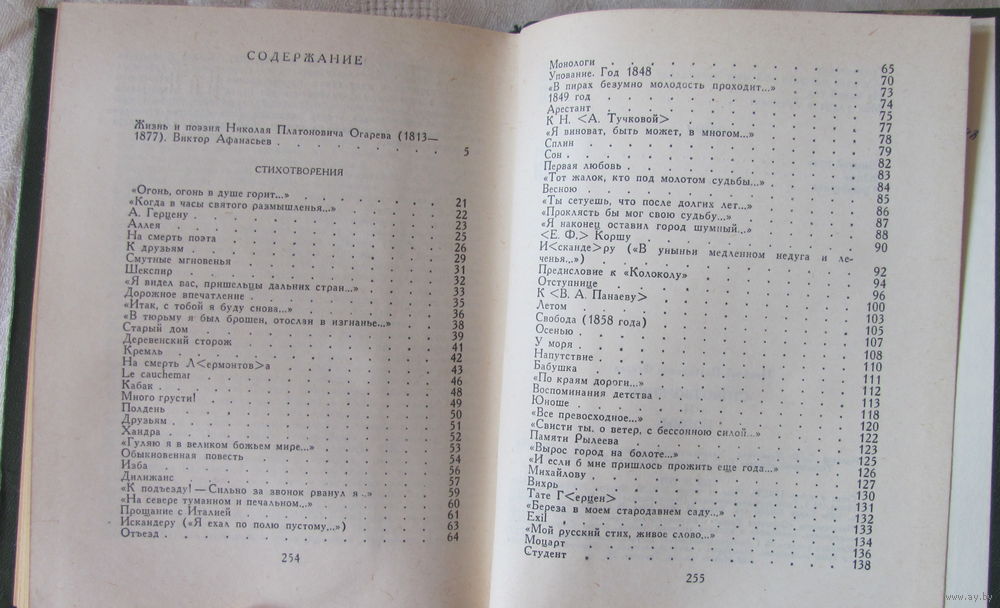 СОДЕРЖАНИЕ
Жизнь и поэзия Николая Платоновича Огарева (1813—
1877). Виктор Афанасьев . . . 5
СТИХОТВОРЕНИЯ
«Огонь, огонь в душе горит...» 21
«Когда в часы святого размышленья...» 22
А. Герцену 23
Аллея 25
На смерть поэта 26
К друзьям 29
Смутные мгновенья 31
Шекспир 32
«Я видел вас, пришельцы дальних стран...» 33
Дорожное впечатление 35
«Итак, с тобой я буду снова...» 36
«В тюрьму я был брошен, отослан в изгнанье...» 38
Старый дом 39
Деревенский сторож 41
Кремль 42
На смерть Л<ермонтов>а 43
Le cauchemar 46
Кабак 48
Много грусти! 49
Полдень 50
Друзьям 51
Хандра 52
«Гуляю я в великом божьем мире...» 53
Обыкновенная повесть 54
Изба 56
Дилижанс 57
«К подъезду! — Сильно за звонок рванул я...» 59
«На севере туманном и печальном...» 60
Прощание с Италией 61
Искандеру («Я ехал по полю пустому...») 63
Отъезд 64
254
Монологи 65
Упование. Год 1848 70
«В пирах безумно молодость проходит...» 73
1849 год 74
Арестант 75
К Н. <А. Тучковой> 77
«Я виноват, быть может, в многом...» 78
Сплин 79
Сон 82
Первая любовь 83
«Тот жалок, кто под молотом судьбы...» 84
Весною 85
«Ты сетуешь, что после долгих лет...» 86
«Проклясть бы мог свою судьбу...» 87
«Я наконец оставил город шумный...» 88
<Е. Ф.> Коршу 90
И<сканде>ру («В уныньи медленном недуга и ле-
ченья...») 92
Предисловие к «Колоколу» 94
Отступнице 96
К <В. А. Панаеву> 100
Летом 103
Свобода (1858 года) 105
Осенью 107
У моря 108
Напутствие 110
Бабушка 111
«По краям дороги...» 112
Воспоминания детства 113
Юноше 118
«Все превосходное...» 120
«Свисти ты, о ветер, с бессонною силой...» 122
Памяти Рылеева 123
«Вырос город на болоте...» 125
«И если б мне пришлось прожить еще года...» 126
Михайлову 127
Вихрь 130
Тате Г<ерцен> 131
«Береза в моем стародавнем саду...» 132
Exil 133
«Мой русский стих, живое слово...» 134
Моцарт 136
Студент 138
255
www.ay.by